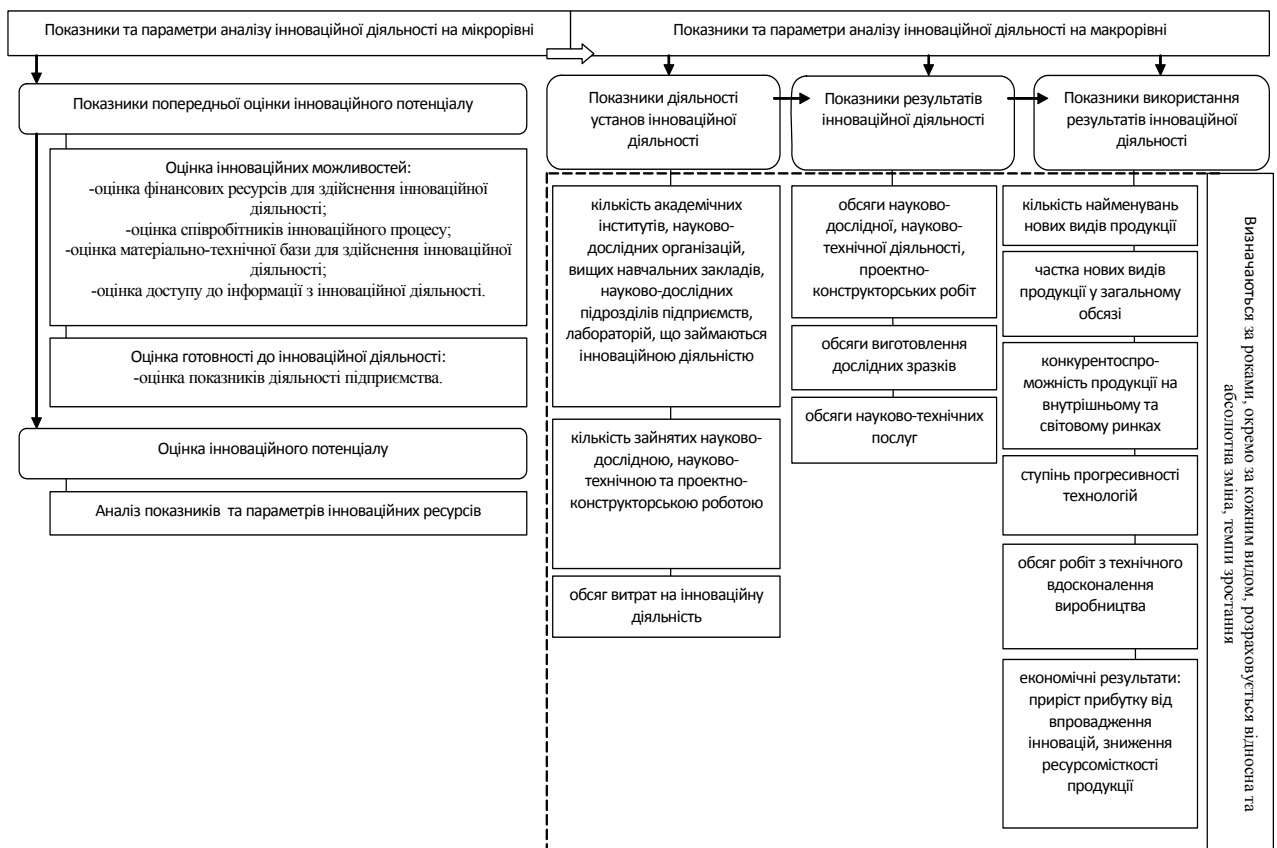 Показники та параметри аналізу інноваційної діяльності на мікрорівні
Показники та параметри аналізу інноваційної діяльності на макрорівні
Показники попередньої оцінки інноваційного потенціалу
Оцінка інноваційних можливостей:
-оцінка фінансових ресурсів для здійснення інноваційної
діяльності;
-оцінка співробітників інноваційного процесу;
-оцінка матеріально-технічної бази для здійснення інноваційної
діяльності;
-оцінка доступу до інформації з інноваційної діяльності.
Оцінка готовності до інноваційної діяльності:
-оцінка показників діяльності підприємства.
Оцінка інноваційного потенціалу
Аналіз показників та параметрів інноваційних ресурсів
Показники діяльності
установ інноваційної
діяльності
кількість академічних
інститутів, науково-
дослідних організацій,
вищих навчальних закладів,
науково-дослідних
підрозділів підприємств,
лабораторій, що займаються
інноваційною діяльністю
кількість зайнятих науково-
дослідною, науково-
технічною та проектно-
конструкторською роботою
обсяг витрат на інноваційну
діяльність
Показники результатів
інноваційної діяльності
обсяги науково-
дослідної, науково-
технічної діяльності,
проектно-
конструкторських робіт
обсяги виготовлення
дослідних зразків
обсяги науково-технічних
послуг
Показники використання
результатів інноваційної
діяльності
кількість найменувань
нових видів продукції
частка нових видів
продукції у загальному
обсязі
конкурентоспро-
можність продукції на
внутрішньому та
світовому ринках
ступінь прогресивності
технологій
обсяг робіт з технічного
вдосконалення
виробництва
економічні результати:
приріст прибутку від
впровадження
інновацій, зниження
ресурсомісткості
продукції
Визначаються за роками, окремо за кожним видом, розраховується відносна та
абсолютна зміна, темпи зростання